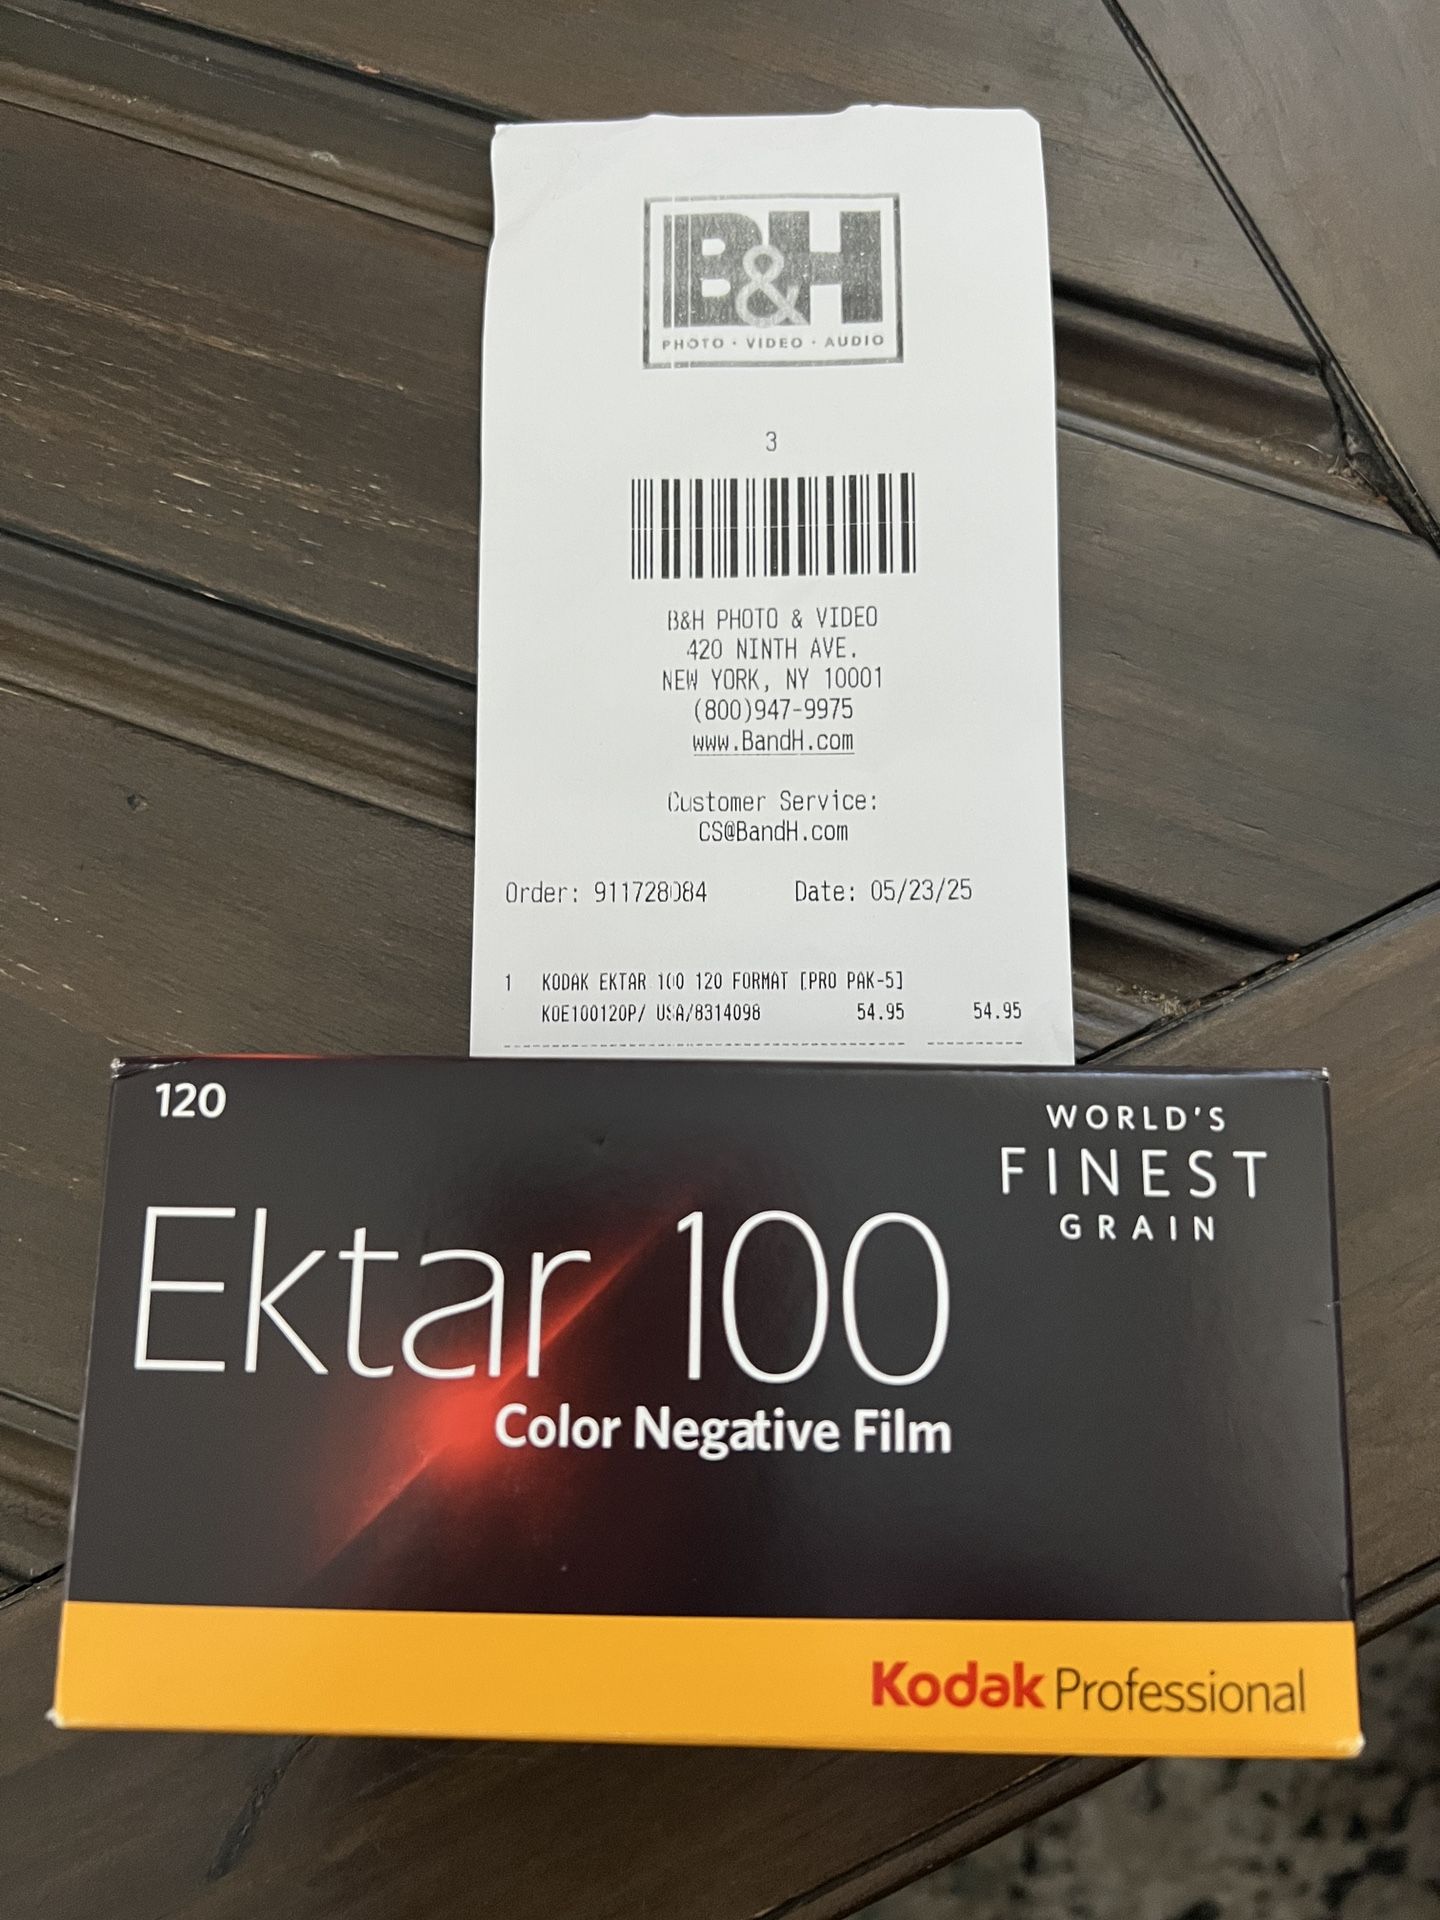 B&H
PHOTO · VIDEO · AUDIO
3
B&H PHOTO & VIDEO
420 NINTH AVE.
NEW YORK, NY 10001
(800)947-9975
www.BandH.com
Customer Service:
CS@BandH.com
Order: 911728084 Date: 05/23/25
1 KODAK EKTAR 100 120 FORMAT [PRO PAK-5]
KOE100120P/ USA/8314098 54.95 54.95
120
WORLD'S
FINEST
GRAIN
Ektar 100
Color Negative Film
Kodak Professional